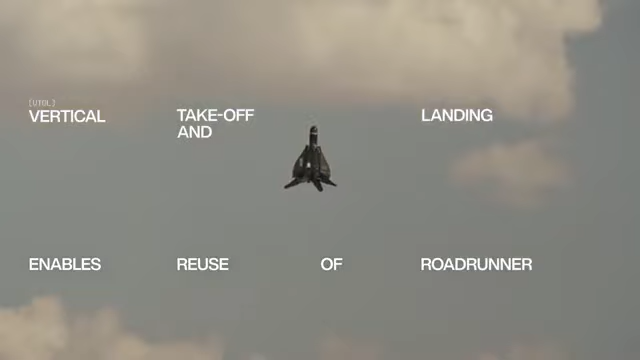 [VTOL]
VERTICAL TAKE-OFF LANDING
AND
ENABLES REUSE OF ROADRUNNER